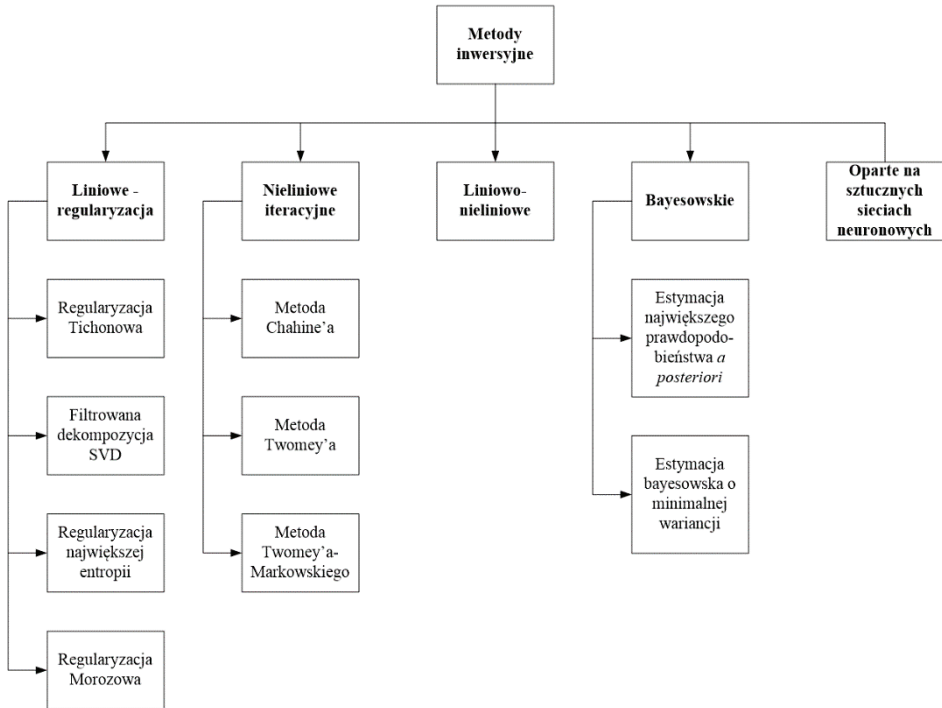 Metody
inwersyjne
Liniowe -
regularyzacja
Nieliniowe
iteracyjne
Liniowo-
nieliniowe
Bayesowskie
Oparte na
sztucznych
sieciach
neuronowych
Regularyzacja
Tichonowa
Filtrowana
dekompozycja
SVD
Regularyzacja
największej
entropii
Regularyzacja
Morozowa
Metoda
Chahine’a
Metoda
Twomey’a
Metoda
Twomey’a-
Markowskiego
Estymacja
największego
prawdopodo-
bieństwa a
posteriori
Estymacja
bayesowska o
minimalnej
wariancji